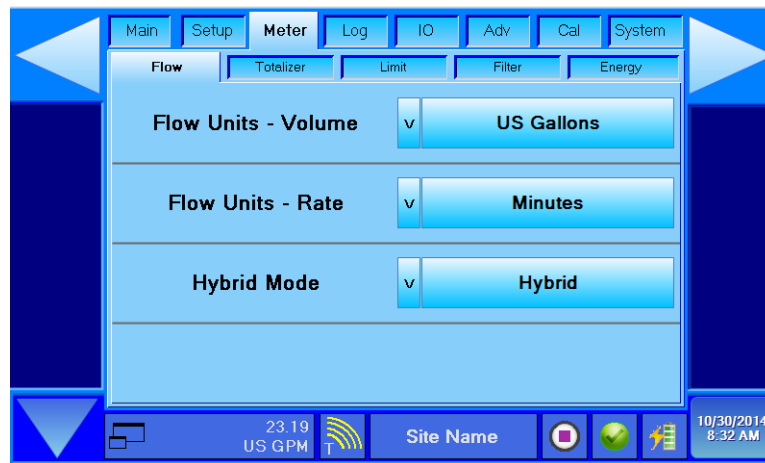 Main Setup Meter Log IO Adv Cal System
Flow Totalizer Limit Filter Energy
Flow Units - Volume v US Gallons
Flow Units - Rate v Minutes
Hybrid Mode v Hybrid
23.19
US GPM T Site Name
10/30/2014
8:32 AM